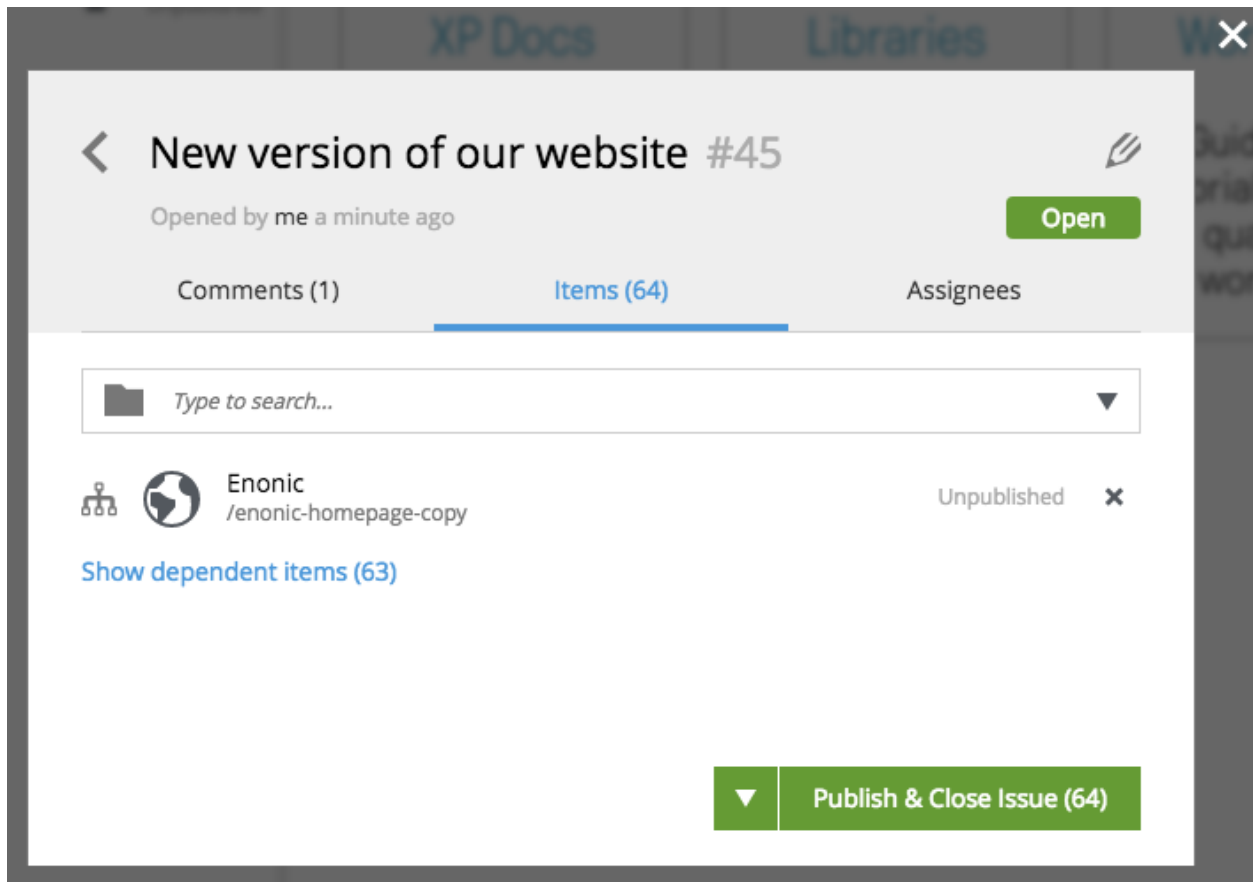 XP Docs
Libraries
New version of our website #45
Opened by me a minute ago
Open
Comments (1)
Items (64)
Assignees
Type to search...
Enonic
/enonic-homepage-copy
Unpublished
Show dependent items (63)
Publish & Close Issue (64)